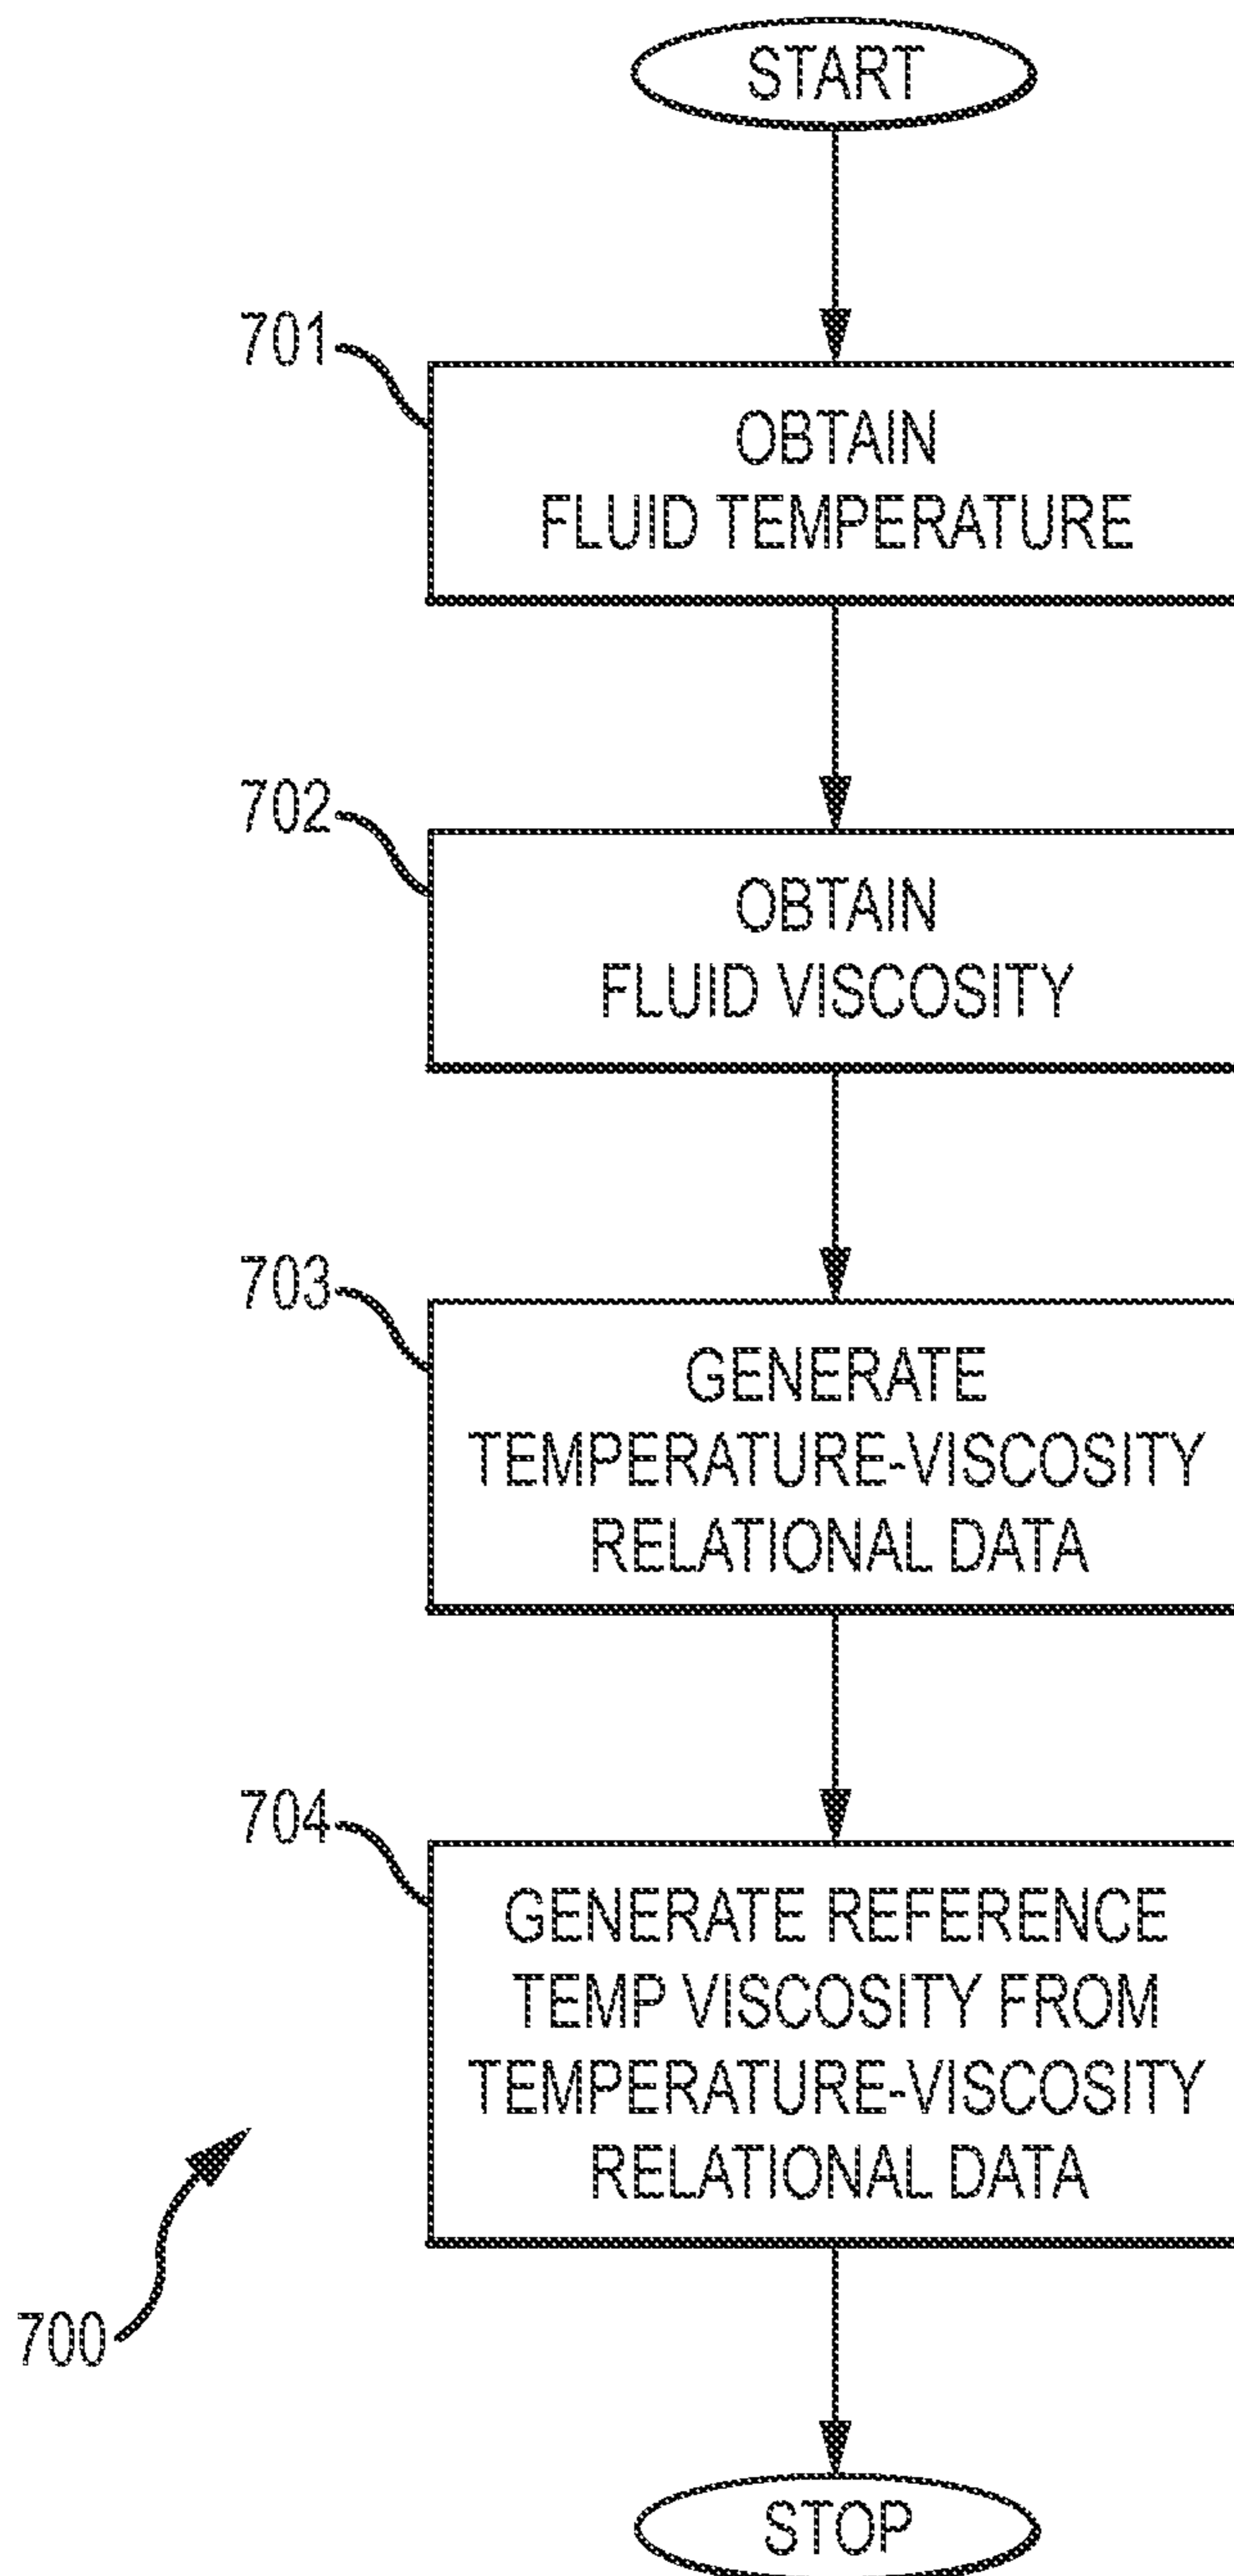 START
701
OBTAIN
FLUID TEMPERATURE
702
OBTAIN
FLUID VISCOSITY
703
GENERATE
TEMPERATURE-VISCOSITY
RELATIONAL DATA
704
GENERATE REFERENCE
TEMP VISCOSITY FROM
TEMPERATURE-VISCOSITY
RELATIONAL DATA
700
STOP